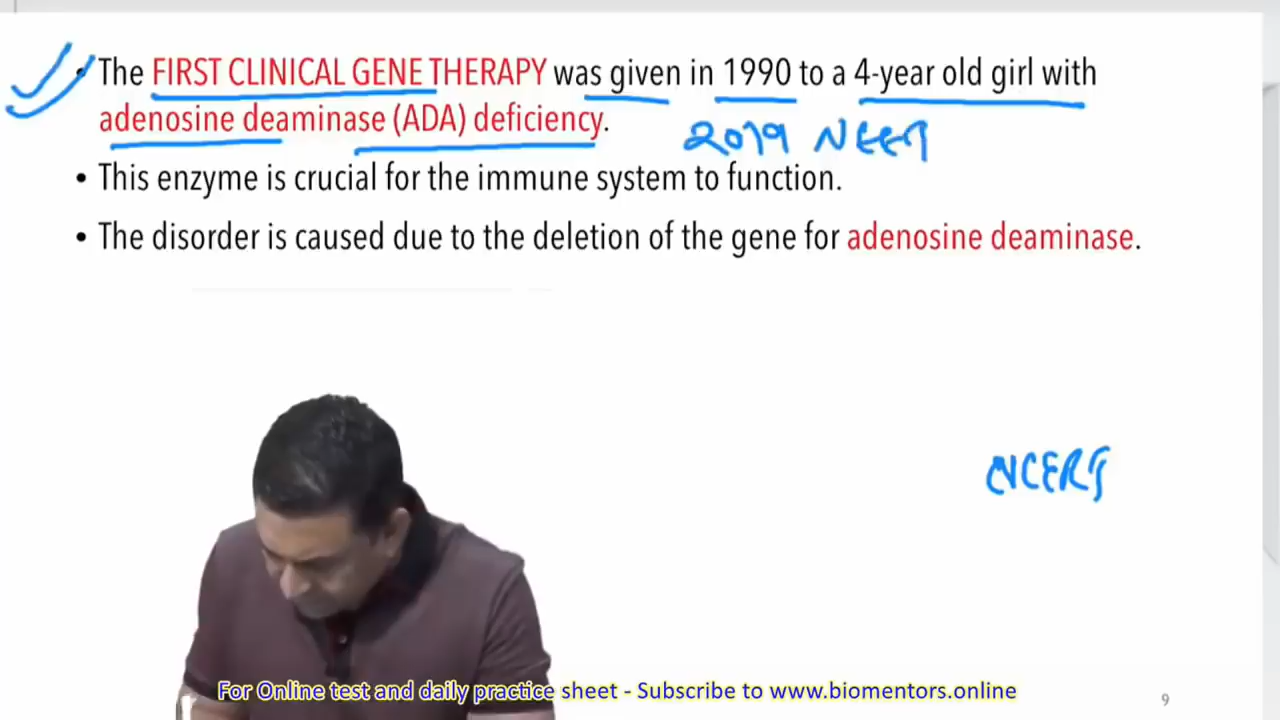 • The FIRST CLINICAL GENE THERAPY was given in 1990 to a 4-year old girl with
adenosine deaminase (ADA) deficiency.
2019 NEET
• This enzyme is crucial for the immune system to function.
• The disorder is caused due to the deletion of the gene for adenosine deaminase.
NCERT
For Online test and daily practice sheet - Subscribe to www.biomentors.online
9